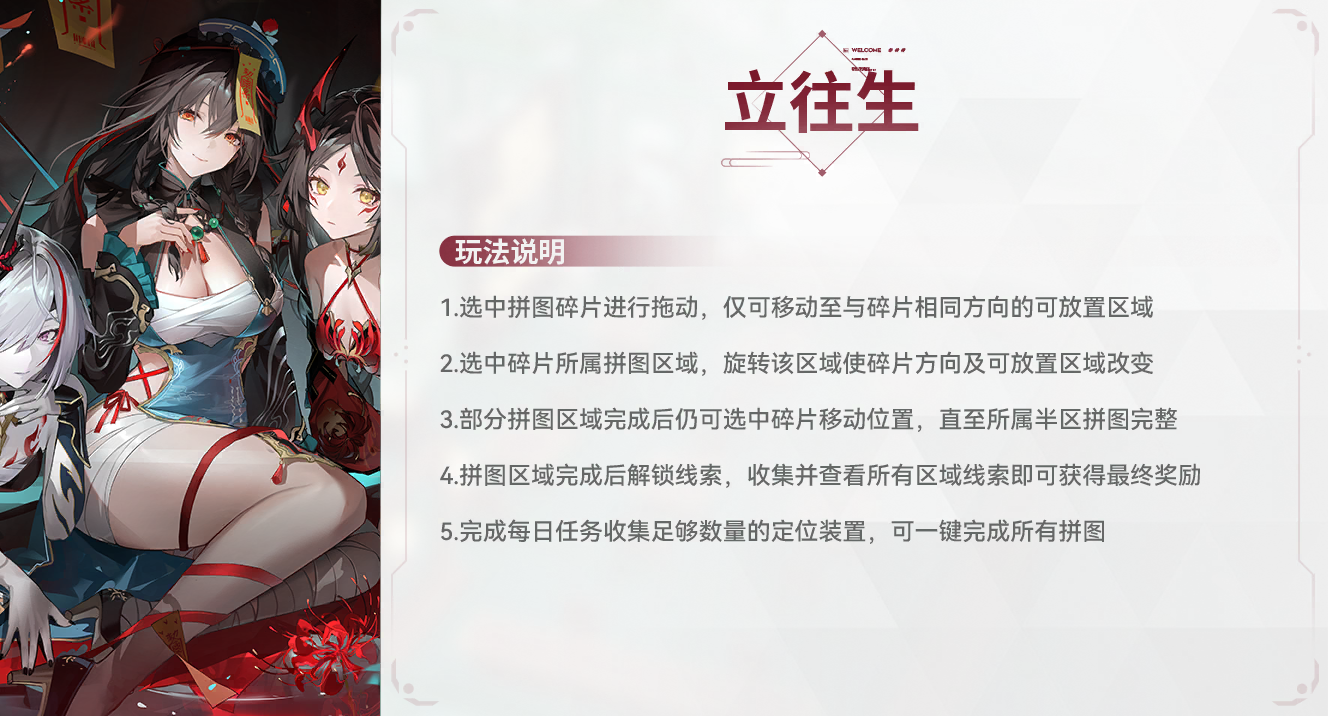 WELCOME
立往生
玩法说明
1.选中拼图碎片进行拖动，仅可移动至与碎片相同方向的可放置区域
2.选中碎片所属拼图区域，旋转该区域使碎片方向及可放置区域改变
3.部分拼图区域完成后仍可选中碎片移动位置，直至所属半区拼图完整
4.拼图区域完成后解锁线索，收集并查看所有区域线索即可获得最终奖励
5.完成每日任务收集足够数量的定位装置，可一键完成所有拼图